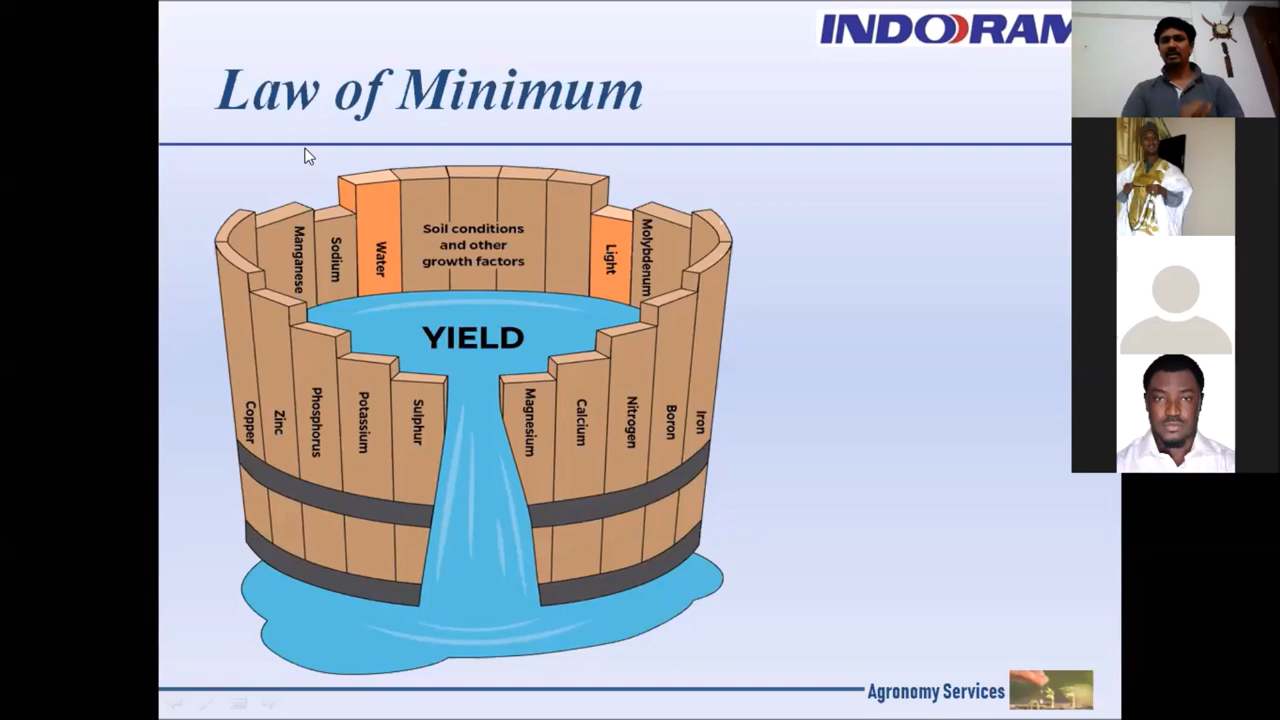 INDORAM
Law of Minimum
Manganese
Sodium
Water
Soil conditions
and other
growth factors
Light
Molybdenum
YIELD
Copper
Zinc
Phosphorus
Potassium
Sulphur
Magnesium
Calcium
Nitrogen
Boron
Iron
Agronomy Services